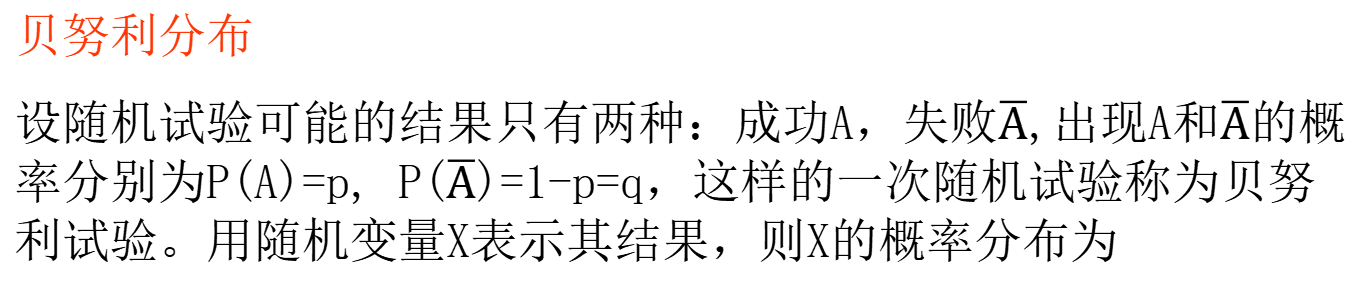 贝努利分布
设随机试验可能的结果只有两种：成功A，失败A̅,出现A和A̅的概
率分别为P(A)=p, P(A̅)=1-p=q，这样的一次随机试验称为贝努
利试验。用随机变量X表示其结果，则X的概率分布为